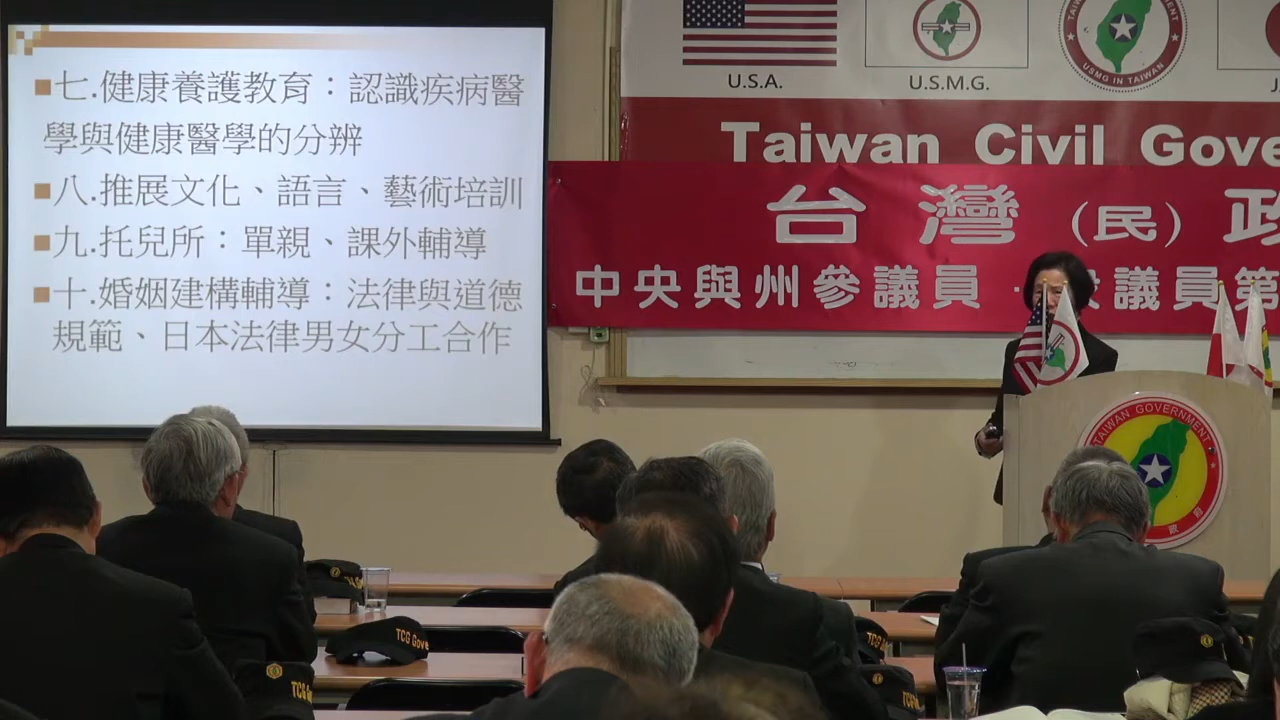 七.健康養護教育：認識疾病醫
學與健康醫學的分辨
八.推展文化、語言、藝術培訓
九.托兒所：單親、課外輔導
十.婚姻建構輔導：法律與道德
規範、日本法律男女分工合作
U.S.A.
U.S.M.G.
USMG IN TAIWAN
Taiwan Civil Gove
台灣（民）政
中央與州參議員
議員第
TAIWAN GOVERNMENT
TCG Gove